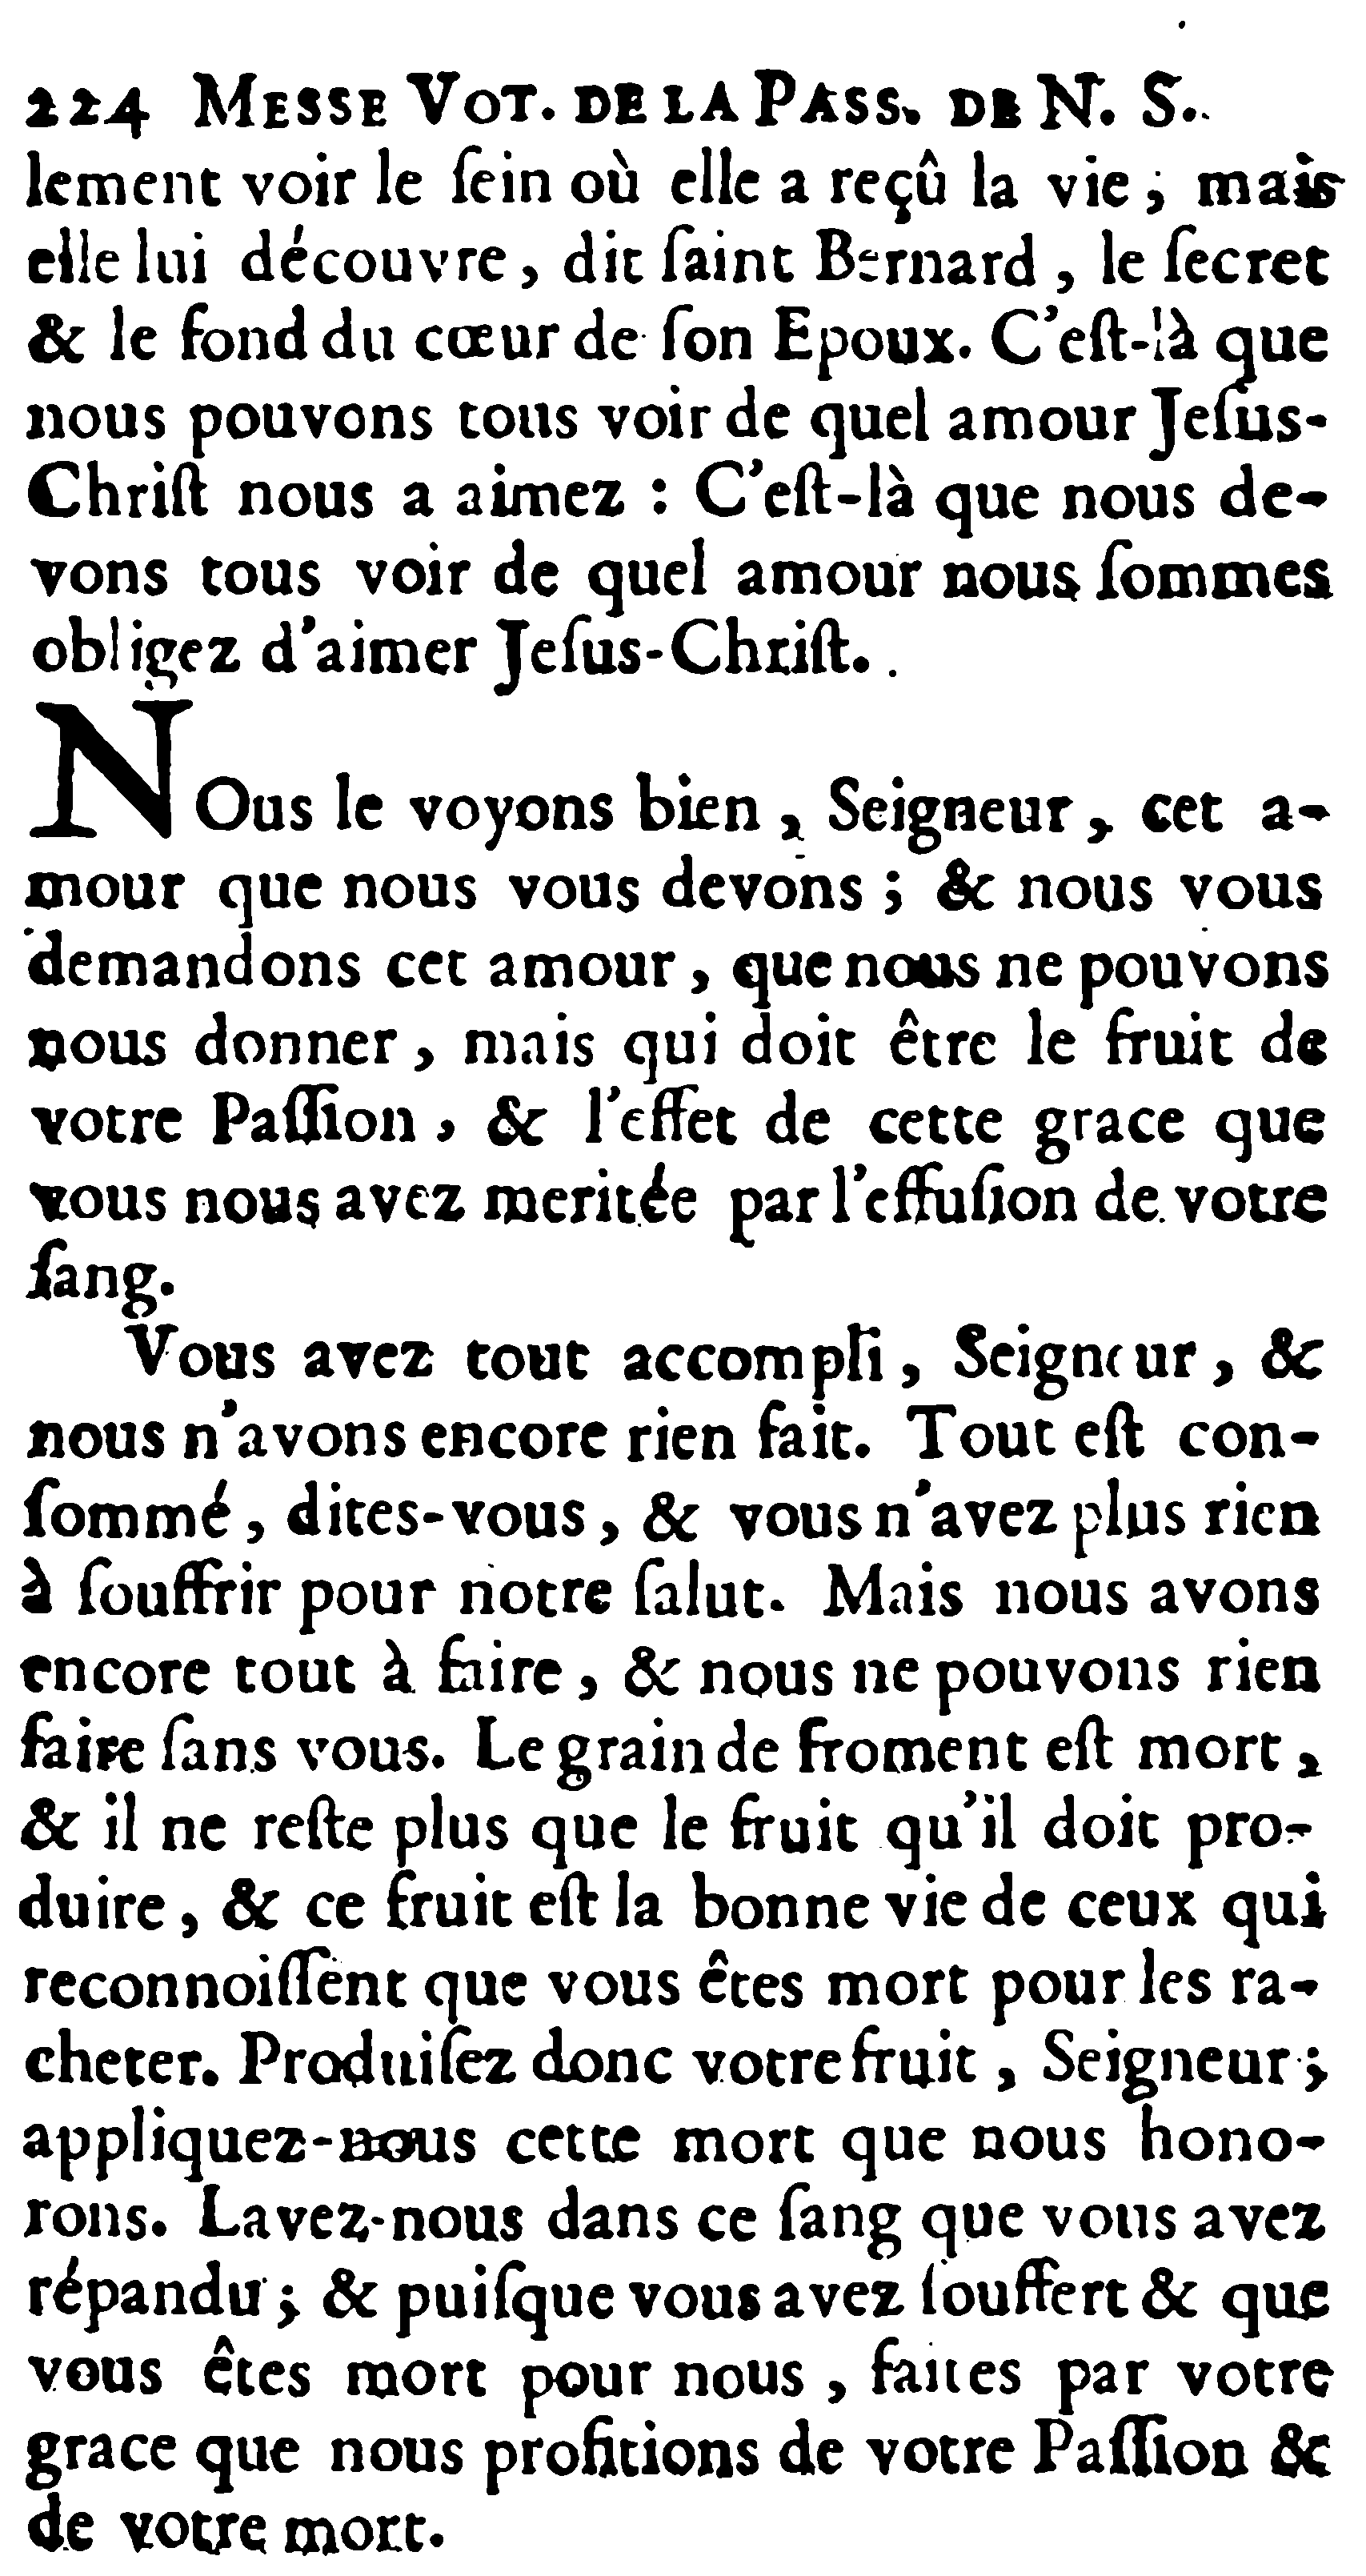 224 MESSE VOT. DE LA PASS. DE N. S.
lement voir le ſein où elle a reçû la vie ; mais
elle lui découvre, dit ſaint Bernard, le ſecret
& le fond du cœur de ſon Epoux. C'eſt-là que
nous pouvons tous voir de quel amour Jeſus-
Chriſt nous a aimez : C'eſt-là que nous de-
vons tous voir de quel amour nous ſommes
obligez d'aimer Jeſus-Chriſt.
NOus le voyons bien, Seigneur, cet a-
mour que nous vous devons ; & nous vous
demandons cet amour, que nous ne pouvons
nous donner, mais qui doit être le fruit de
votre Paſſion, & l'effet de cette grace que
vous nous avez meritée par l'effuſion de votre
ſang.
Vous avez tout accompli, Seigneur, &
nous n'avons encore rien fait. Tout eſt con-
ſommé, dites-vous, & vous n'avez plus rien
à ſouffrir pour notre ſalut. Mais nous avons
encore tout à faire, & nous ne pouvons rien
faire ſans vous. Le grain de froment eſt mort,
& il ne reſte plus que le fruit qu'il doit pro-
duire, & ce fruit eſt la bonne vie de ceux qui
reconnoiſſent que vous êtes mort pour les ra-
cheter. Produiſez donc votre fruit, Seigneur ;
appliquez-nous cette mort que nous hono-
rons. Lavez-nous dans ce ſang que vous avez
répandu ; & puiſque vous avez ſouffert & que
vous êtes mort pour nous, faites par votre
grace que nous profitions de votre Paſſion &
de votre mort.